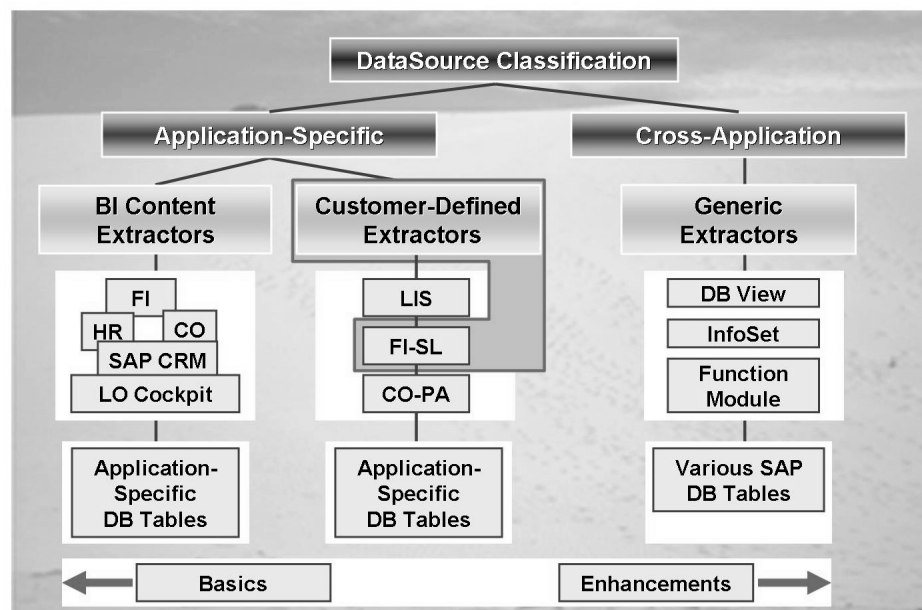 DataSource Classification
Application-Specific
Cross-Application
BI Content
Extractors
Customer-Defined
Extractors
Generic
Extractors
FI
HR
CO
SAP CRM
LO Cockpit
LIS
FI-SL
CO-PA
DB View
InfoSet
Function
Module
Application-
Specific
DB Tables
Application-
Specific
DB Tables
Various SAP
DB Tables
Basics
Enhancements